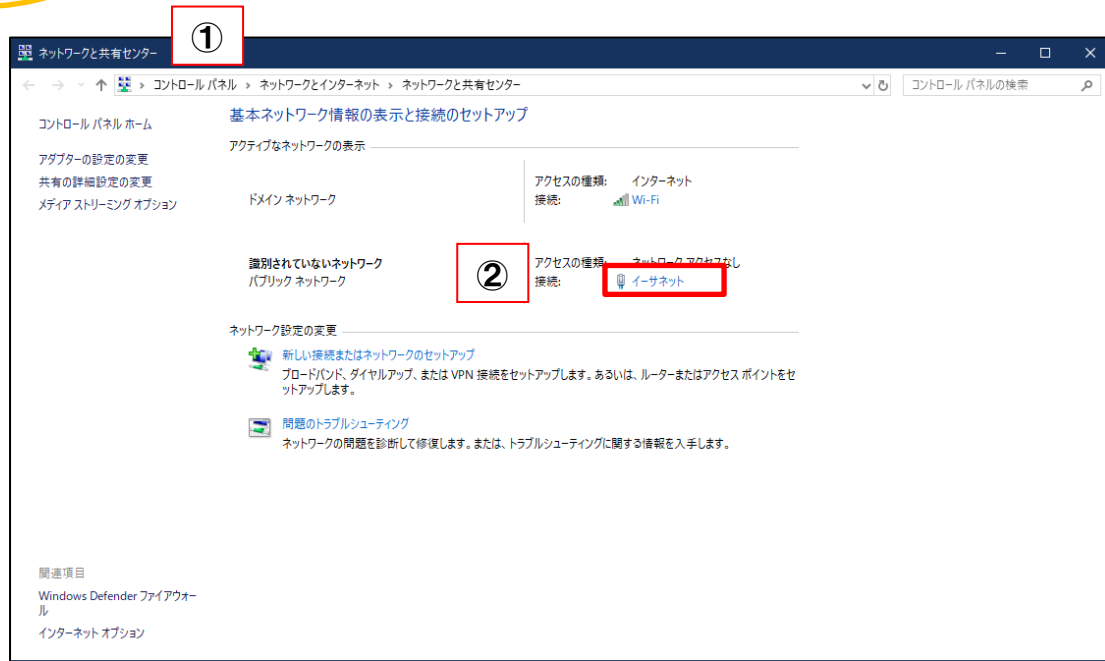 ①
ネットワークと共有センター
コントロール パネル › ネットワークとインターネット › ネットワークと共有センター
コントロール パネルの検索
コントロール パネル ホーム
アダプターの設定の変更
共有の詳細設定の変更
メディア ストリーミング オプション
基本ネットワーク情報の表示と接続のセットアップ
アクティブなネットワークの表示
ドメイン ネットワーク
アクセスの種類: インターネット
接続: Wi-Fi
識別されていないネットワーク
パブリック ネットワーク
②
アクセスの種類: ネットワーク アクセスなし
接続: イーサネット
ネットワーク設定の変更
新しい接続またはネットワークのセットアップ
ブロードバンド、ダイヤルアップ、または VPN 接続をセットアップします。あるいは、ルーターまたはアクセス ポイントをセ
ットアップします。
問題のトラブルシューティング
ネットワークの問題を診断して修復します。または、トラブルシューティングに関する情報を入手します。
関連項目
Windows Defender ファイアウォー
ル
インターネット オプション